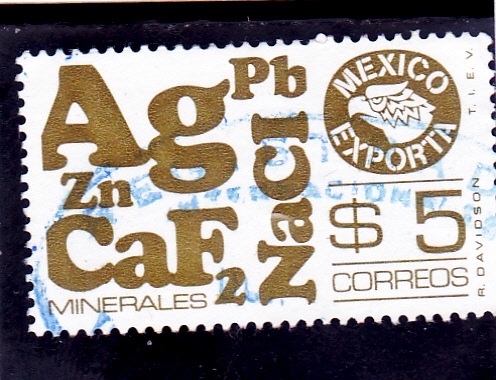 Ag
Pb
Zn
NaCl
CaF2
MINERALES
MEXICO
EXPORTA
$5
CORREOS
R. DAVIDSON T. I. E. V.